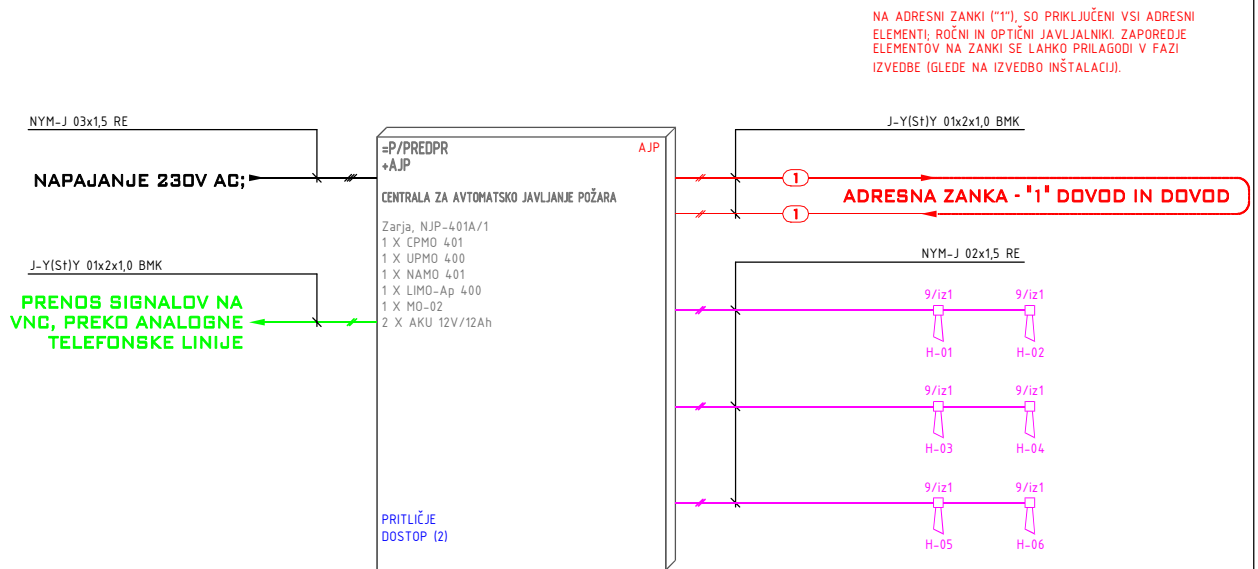 NA ADRESNI ZANKI ("1"), SO PRIKLJUČENI VSI ADRESNI
ELEMENTI; ROČNI IN OPTIČNI JAVLJALNIKI. ZAPOREDJE
ELEMENTOV NA ZANKI SE LAHKO PRILAGODI V FAZI
IZVEDBE (GLEDE NA IZVEDBO INŠTALACIJ).
NYM-J 03x1,5 RE
NAPAJANJE 230V AC;
J-Y(St)Y 01x2x1,0 BMK
PRENOS SIGNALOV NA
VNC, PREKO ANALOGNE
TELEFONSKE LINIJE
=P/PREDPR
+AJP
AJP
CENTRALA ZA AVTOMATSKO JAVLJANJE POŽARA
Zarja, NJP-401A/1
1 X CPMO 401
1 X UPMO 400
1 X NAMO 401
1 X LIMO-Ap 400
1 X MO-02
2 X AKU 12V/12Ah
PRITLIČJE
DOSTOP (2)
J-Y(St)Y 01x2x1,0 BMK
1
ADRESNA ZANKA - "1" DOVOD IN DOVOD
1
NYM-J 02x1,5 RE
9/iz1 9/iz1
H-01 H-02
9/iz1 9/iz1
H-03 H-04
9/iz1 9/iz1
H-05 H-06